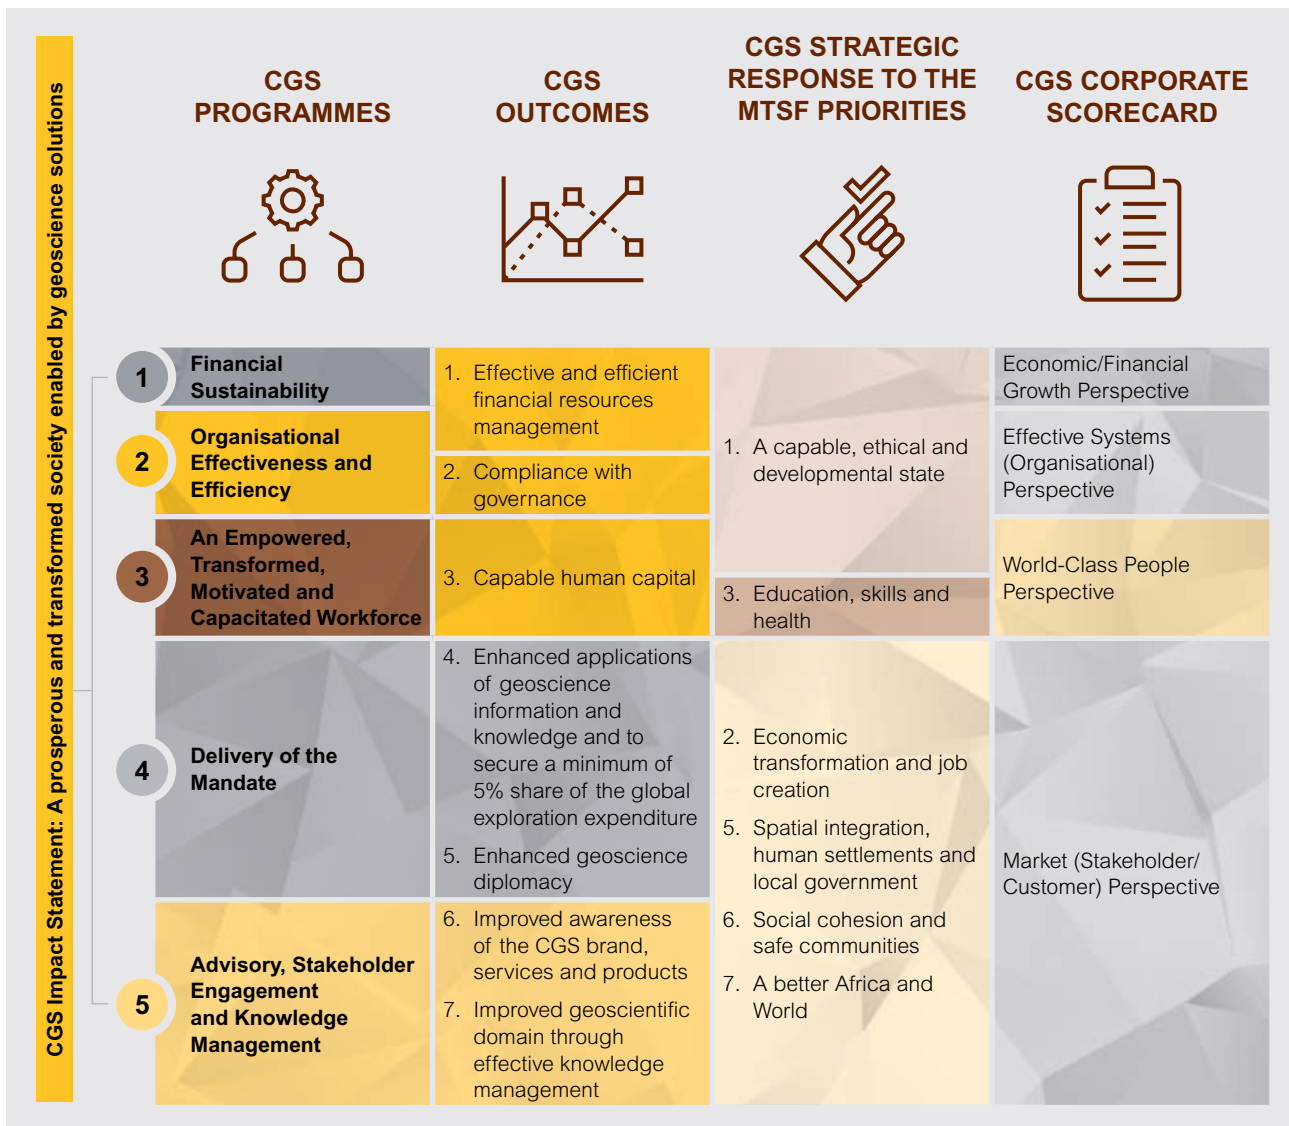 CGS Impact Statement: A prosperous and transformed society enabled by geoscience solutions
CGS
PROGRAMMES
CGS
OUTCOMES
CGS STRATEGIC
RESPONSE TO THE
MTSF PRIORITIES
CGS CORPORATE
SCORECARD
1
Financial
Sustainability
2
Organisational
Effectiveness and
Efficiency
3
An Empowered,
Transformed,
Motivated and
Capacitated Workforce
4
Delivery of the
Mandate
5
Advisory, Stakeholder
Engagement
and Knowledge
Management
1. Effective and efficient
financial resources
management
2. Compliance with
governance
3. Capable human capital
4. Enhanced applications
of geoscience
information and
knowledge and to
secure a minimum of
5% share of the global
exploration expenditure
5. Enhanced geoscience
diplomacy
6. Improved awareness
of the CGS brand,
services and products
7. Improved geoscientific
domain through
effective knowledge
management
1. A capable, ethical and
developmental state
3. Education, skills and
health
2. Economic
transformation and job
creation
5. Spatial integration,
human settlements and
local government
6. Social cohesion and
safe communities
7. A better Africa and
World
Economic/Financial
Growth Perspective
Effective Systems
(Organisational)
Perspective
World-Class People
Perspective
Market (Stakeholder/
Customer) Perspective